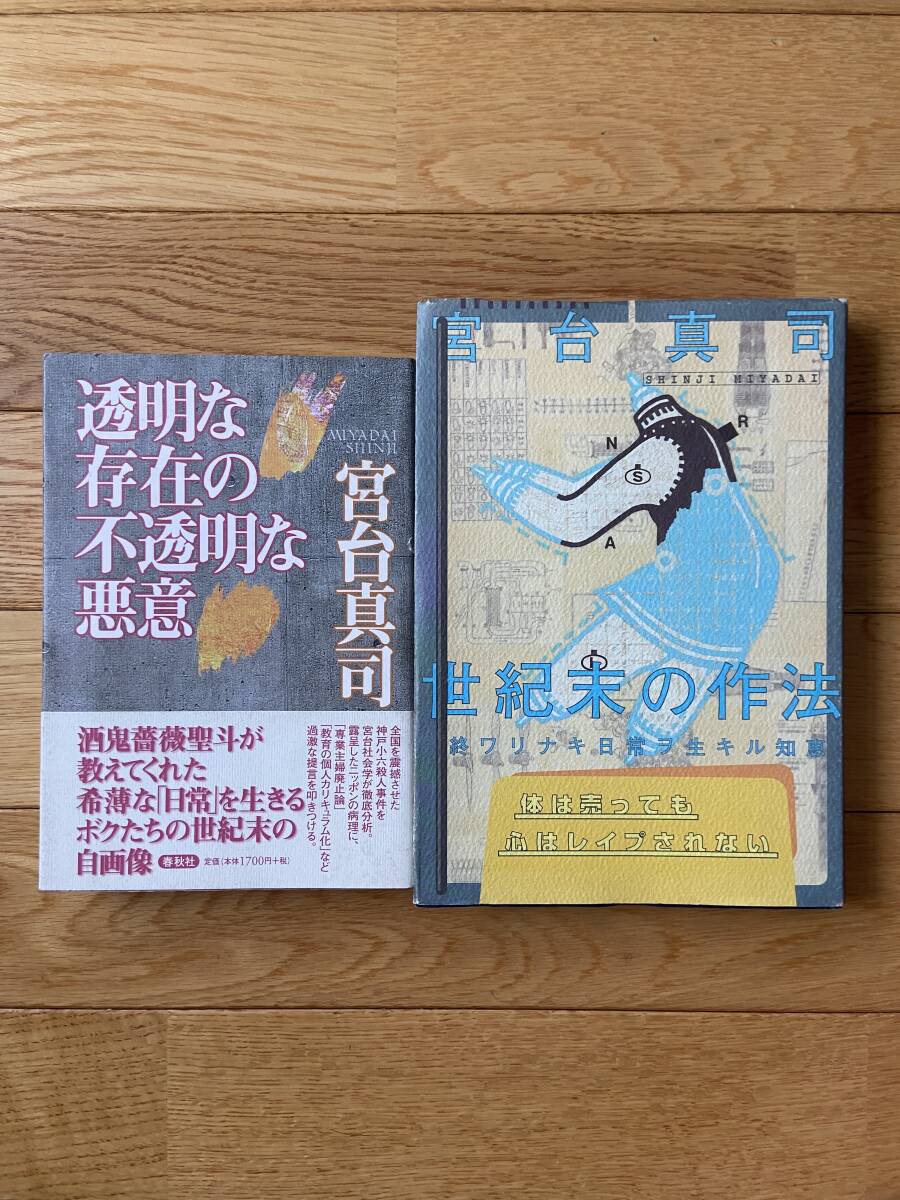 透明な
存在の
不透明な
悪意
MIYADAI
SHINJI
宮台真司
酒鬼薔薇聖斗が
教えてくれた
希薄な「日常」を生きる
ボクたちの世紀末の
自画像
春秋社
定価(本体1700円+税)
全国を震撼させた
神戸小六殺人事件を
宮台社会学が徹底分析。
露呈したニッポンの病理に、
「専業主婦廃止論」
「教育の個人カリキュラム化」など
過激な提言を叩きつける。
宮台真司
SHINJI MIYADAI
R
N
S
A
I
世紀末の作法
終ワリナキ日常ヲ生キル知恵
体は売っても
心はレイプされない